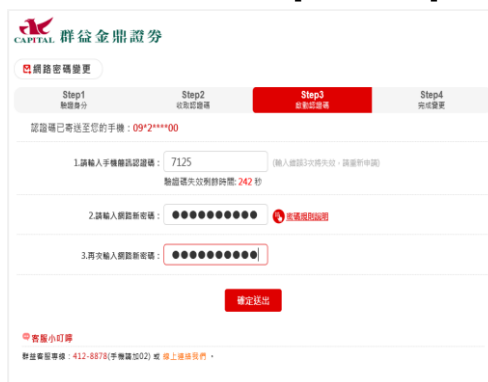 CAPITAL 群益金鼎證券
網路密碼變更
Step1
驗證身分
Step2
收取認證碼
Step3
啟動認證碼
Step4
完成變更
認證碼已寄送至您的手機：09*2****00
1.請輸入手機簡訊認證碼： 7125 (輸入錯誤3次將失效，請重新申請)
驗證碼失效剩餘時間: 242 秒
2.請輸入網路新密碼： ●●●●●●●●●● 密碼規則說明
3.再次輸入網路新密碼： ●●●●●●●●●●
確定送出
客服小叮嚀
群益客服專線：412-8878(手機請加02) 或 線上連絡我們 。